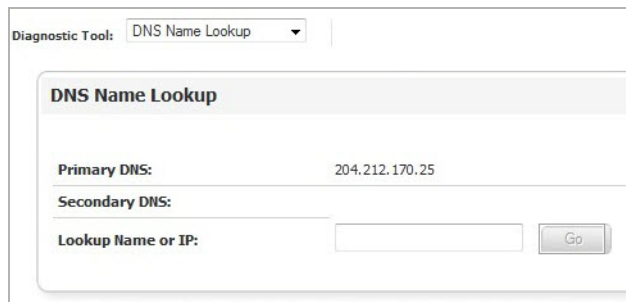 Diagnostic Tool: DNS Name Lookup
DNS Name Lookup
Primary DNS: 204.212.170.25
Secondary DNS:
Lookup Name or IP: Go